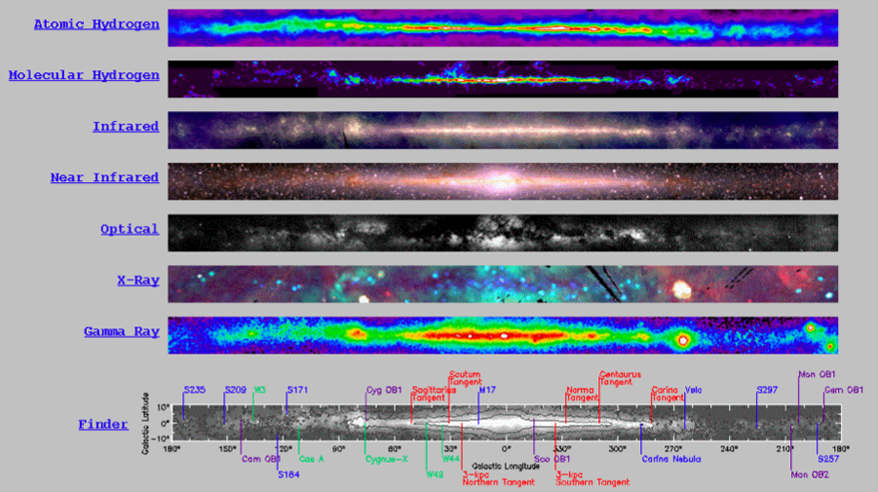 Atomic Hydrogen
Molecular Hydrogen
Infrared
Near Infrared
Optical
X-Ray
Gamma Ray
Finder
Mon OB1
Scutum
Tangent
Centaurus
Tangent
S235
S209
W3
S171
Cyg OB1
Sagittarius
Tangent
M17
Norma
Tangent
Carina
Tangent
Vela
S297
Gem OB1
Galactic Latitude
10°
0°
-10°
180°
150°
120°
90°
60°
30°
0°
330°
300°
270°
240°
210°
180°
Cam OB1
S184
Cas A
Cygnus-X
W49
W44
3-kpc
Northern Tangent
Galactic Longitude
Sco OB1
3-kpc
Southern Tangent
Carina Nebula
Mon OB2
S257